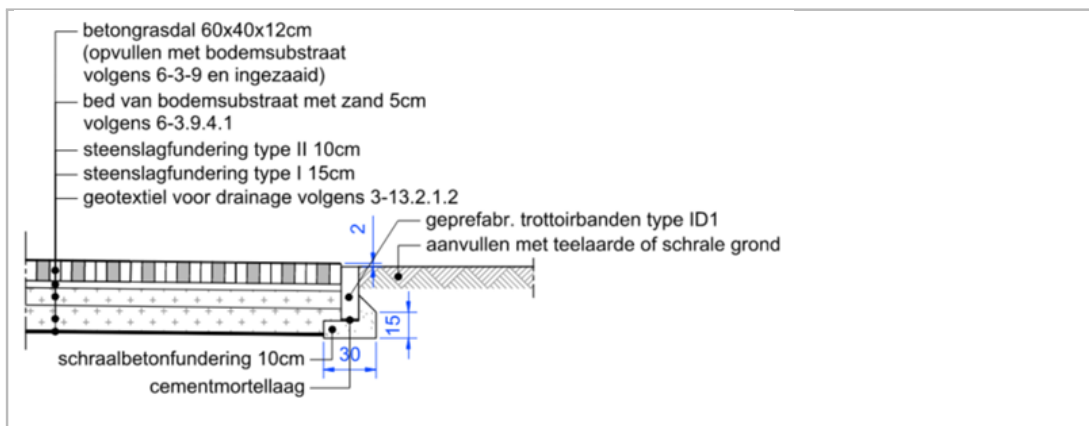 betongrasdal 60x40x12cm
(opvullen met bodemsubstraat
volgens 6-3-9 en ingezaaid)
bed van bodemsubstraat met zand 5cm
volgens 6-3.9.4.1
steenslagfundering type II 10cm
steenslagfundering type I 15cm
geotextiel voor drainage volgens 3-13.2.1.2
geprefabr. trottoirbanden type ID1
2
aanvullen met teelaarde of schrale grond
15
schraalbetonfundering 10cm
30
cementmortellaag